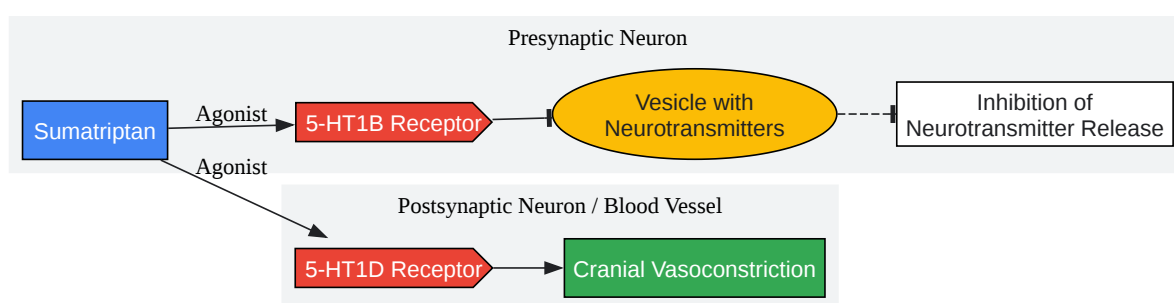 Presynaptic Neuron
Sumatriptan
Agonist
5-HT1B Receptor
Vesicle with
Neurotransmitters
Inhibition of
Neurotransmitter Release
Agonist
Postsynaptic Neuron / Blood Vessel
5-HT1D Receptor
Cranial Vasoconstriction